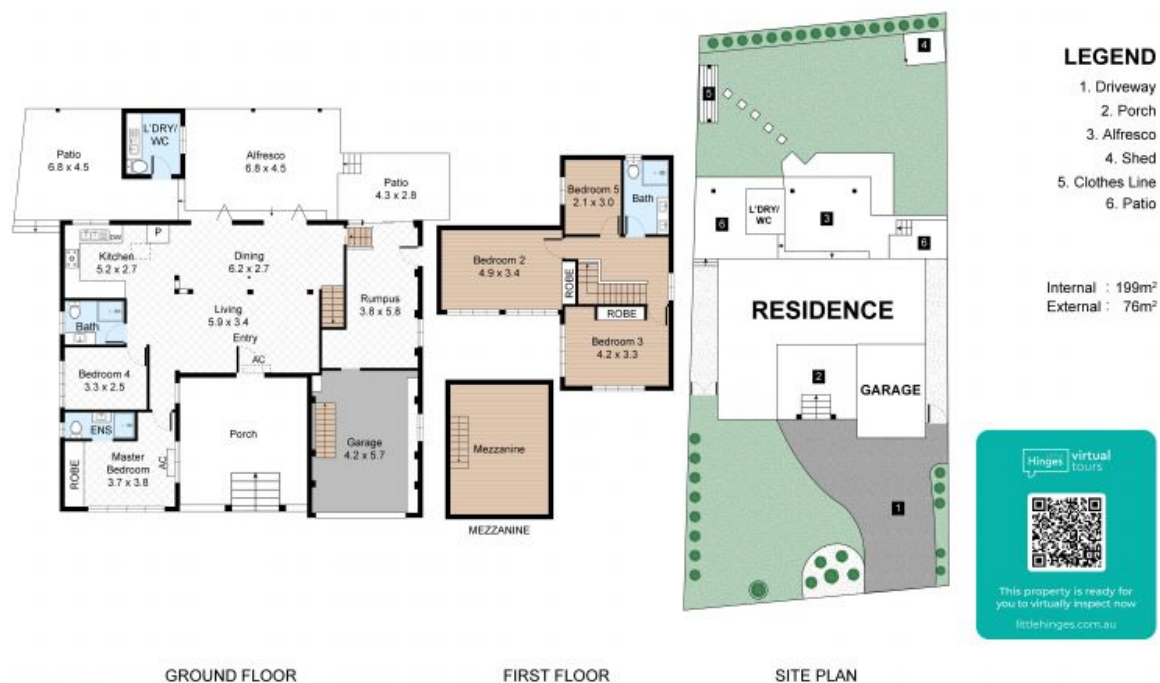 L'DRY/
WC
Patio
6.8 x 4.5
Alfresco
6.8 x 4.5
Patio
4.3 x 2.8
P
DW
Kitchen
5.2 x 2.7
Dining
6.2 x 2.7
Living
5.9 x 3.4
Rumpus
3.8 x 5.8
Bath
Entry
AC
Bedroom 4
3.3 x 2.5
ENS
Porch
Garage
4.2 x 5.7
Master
Bedroom
3.7 x 3.8
ROBE
AC
GROUND FLOOR
Bedroom 5
2.1 x 3.0
Bath
Bedroom 2
4.9 x 3.4
ROBE
ROBE
Bedroom 3
4.2 x 3.3
Mezzanine
MEZZANINE
FIRST FLOOR
4
5
L'DRY/
WC
3
6
6
RESIDENCE
2
GARAGE
1
SITE PLAN
LEGEND
1. Driveway
2. Porch
3. Alfresco
4. Shed
5. Clothes Line
6. Patio
Internal : 199m²
External : 76m²
Hinges
virtual
tours
This property is ready for
you to virtually inspect now
littlehinges.com.au